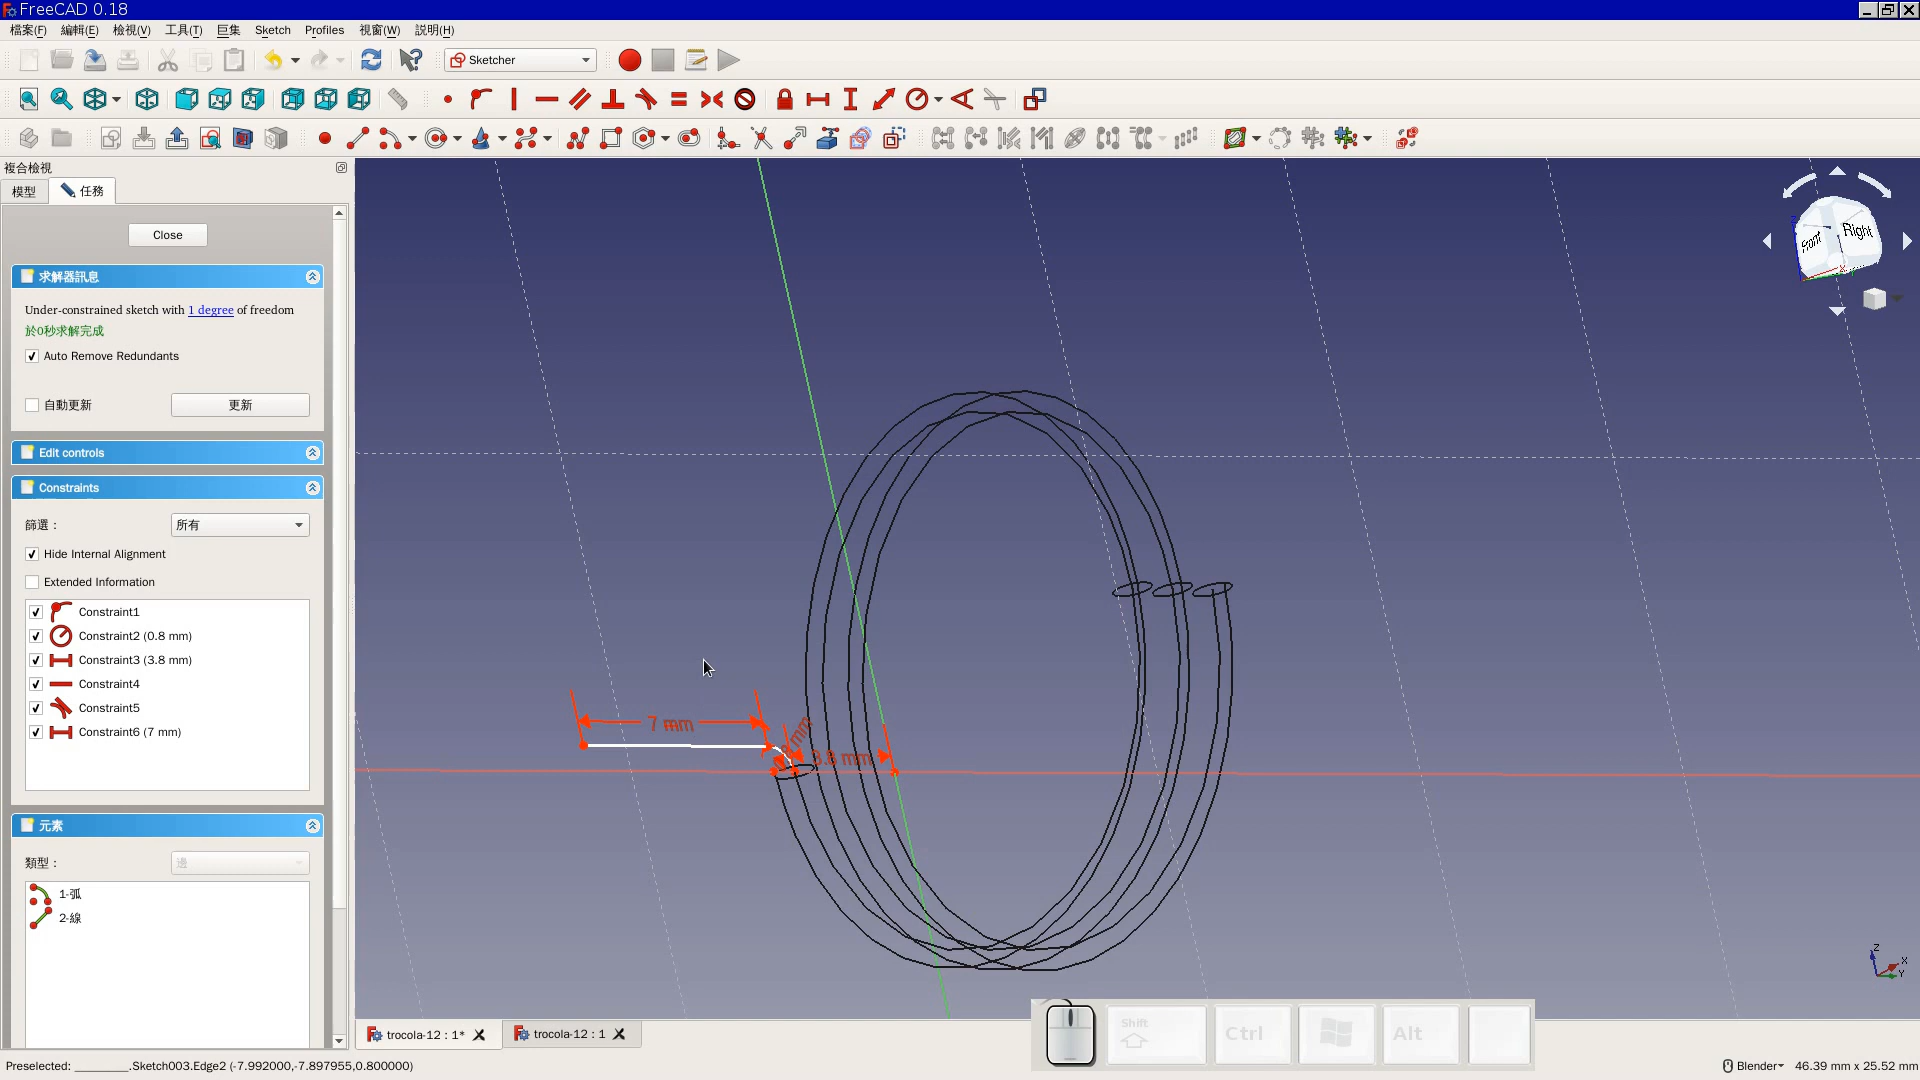 FreeCAD 0.18
檔案(F) 編輯(E) 檢視(V) 工具(T) 巨集 Sketch Profiles 視窗(W) 説明(H)
Sketcher
複合檢視
模型 任務
Close
求解器訊息
Under-constrained sketch with 1 degree of freedom
於0秒求解完成
Auto Remove Redundants
自動更新 更新
Edit controls
Constraints
篩選： 所有
Hide Internal Alignment
Extended Information
Constraint1
Constraint2 (0.8 mm)
Constraint3 (3.8 mm)
Constraint4
Constraint5
Constraint6 (7 mm)
元素
類型： 邊
1-弧
2-線
7 mm
3.8 mm
Front Right
Z
X
Y
trocola-12 : 1* trocola-12 : 1
Shift Ctrl Alt
Preselected: ________.Sketch003.Edge2 (-7.992000,-7.897955,0.800000)
Blender 46.39 mm x 25.52 mm